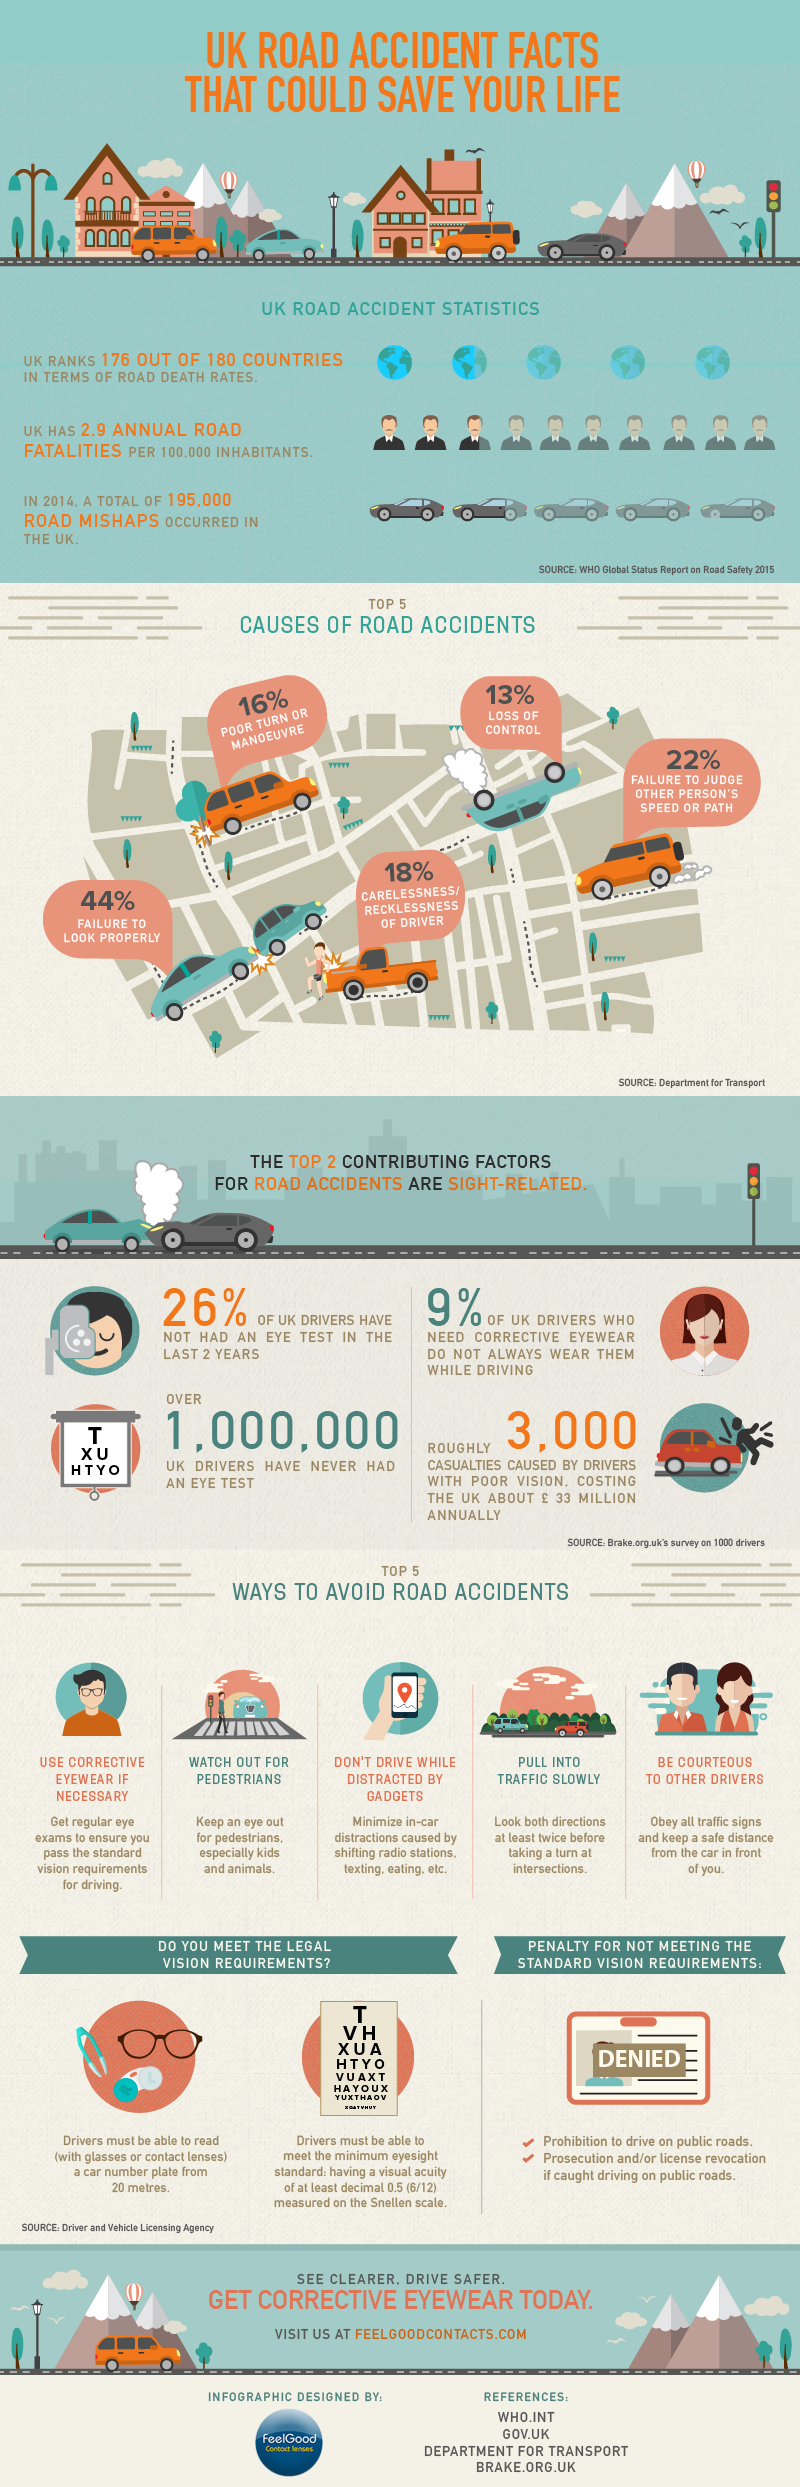 UK ROAD ACCIDENT FACTS
THAT COULD SAVE YOUR LIFE
UK ROAD ACCIDENT STATISTICS
UK RANKS 176 OUT OF 180 COUNTRIES
IN TERMS OF ROAD DEATH RATES.
UK HAS 2.9 ANNUAL ROAD
FATALITIES PER 100,000 INHABITANTS.
IN 2014, A TOTAL OF 195,000
ROAD MISHAPS OCCURRED IN
THE UK.
SOURCE: WHO Global Status Report on Road Safety 2015
TOP 5
CAUSES OF ROAD ACCIDENTS
16%
POOR TURN OR
MANOEUVRE
13%
LOSS OF
CONTROL
22%
FAILURE TO JUDGE
OTHER PERSON'S
SPEED OR PATH
18%
CARELESSNESS/
RECKLESSNESS
OF DRIVER
44%
FAILURE TO
LOOK PROPERLY
SOURCE: Department for Transport
THE TOP 2 CONTRIBUTING FACTORS
FOR ROAD ACCIDENTS ARE SIGHT-RELATED.
26% OF UK DRIVERS HAVE
NOT HAD AN EYE TEST IN THE
LAST 2 YEARS
9% OF UK DRIVERS WHO
NEED CORRECTIVE EYEWEAR
DO NOT ALWAYS WEAR THEM
WHILE DRIVING
T
XU
HTYO
OVER
1,000,000
UK DRIVERS HAVE NEVER HAD
AN EYE TEST
ROUGHLY 3,000
CASUALTIES CAUSED BY DRIVERS
WITH POOR VISION, COSTING
THE UK ABOUT £ 33 MILLION
ANNUALLY
SOURCE: Brake.org.uk's survey on 1000 drivers
TOP 5
WAYS TO AVOID ROAD ACCIDENTS
USE CORRECTIVE
EYEWEAR IF
NECESSARY
Get regular eye
exams to ensure you
pass the standard
vision requirements
for driving.
WATCH OUT FOR
PEDESTRIANS
Keep an eye out
for pedestrians,
especially kids
and animals.
DON'T DRIVE WHILE
DISTRACTED BY
GADGETS
Minimize in-car
distractions caused by
shifting radio stations,
texting, eating, etc.
PULL INTO
TRAFFIC SLOWLY
Look both directions
at least twice before
taking a turn at
intersections.
BE COURTEOUS
TO OTHER DRIVERS
Obey all traffic signs
and keep a safe distance
from the car in front
of you.
DO YOU MEET THE LEGAL
VISION REQUIREMENTS?
Drivers must be able to read
(with glasses or contact lenses)
a car number plate from
20 metres.
T
VH
XUA
HTYO
VUAXT
HAYOUX
YUXTHAOV
Drivers must be able to
meet the minimum eyesight
standard: having a visual acuity
of at least decimal 0.5 (6/12)
measured on the Snellen scale.
SOURCE: Driver and Vehicle Licensing Agency
PENALTY FOR NOT MEETING THE
STANDARD VISION REQUIREMENTS:
DENIED
Prohibition to drive on public roads.
Prosecution and/or license revocation
if caught driving on public roads.
SEE CLEARER, DRIVE SAFER.
GET CORRECTIVE EYEWEAR TODAY.
VISIT US AT FEELGOODCONTACTS.COM
INFOGRAPHIC DESIGNED BY:
FeelGood
Contact lenses
REFERENCES:
WHO.INT
GOV.UK
DEPARTMENT FOR TRANSPORT
BRAKE.ORG.UK